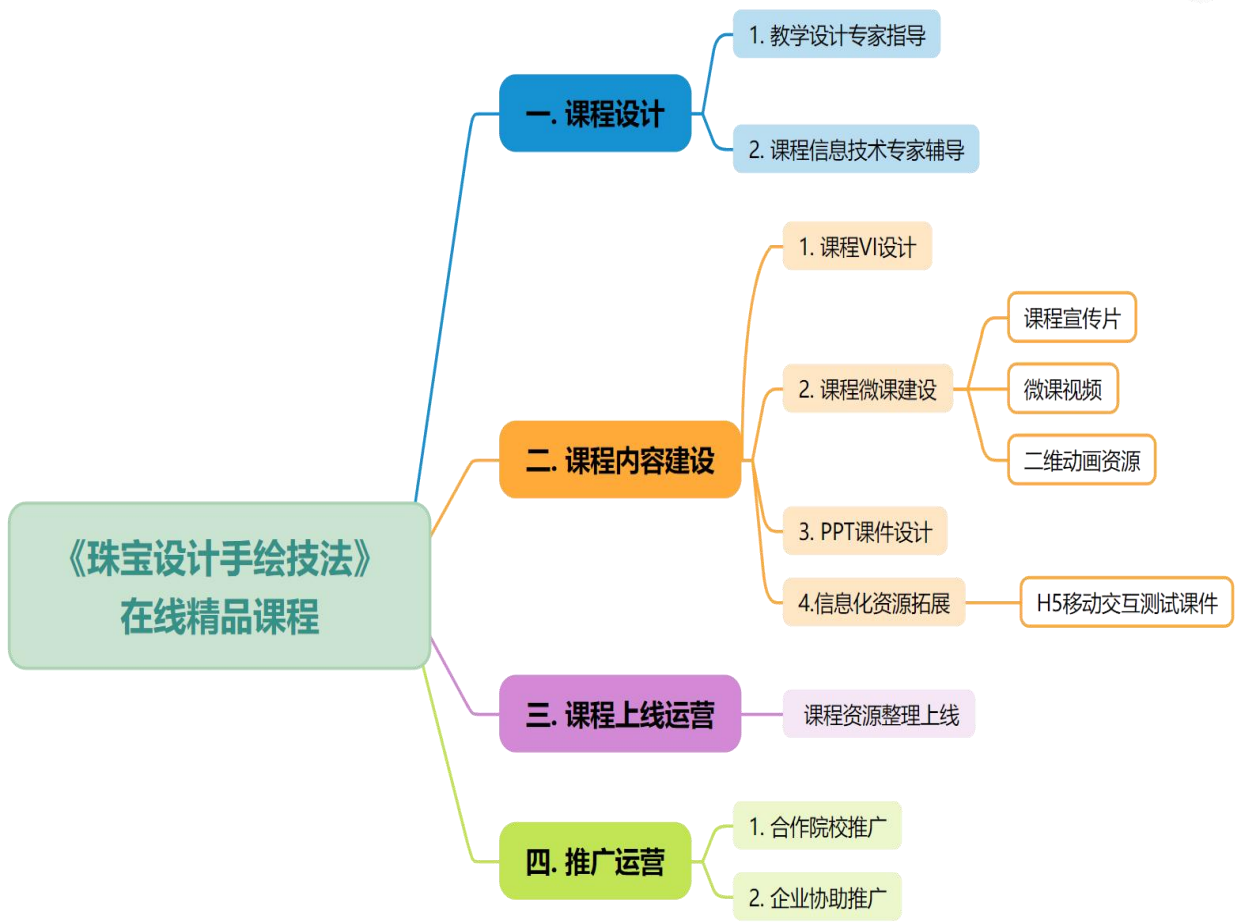 《珠宝设计手绘技法》
在线精品课程
一. 课程设计
1. 教学设计专家指导
2. 课程信息技术专家辅导
二. 课程内容建设
1. 课程VI设计
2. 课程微课建设
课程宣传片
微课视频
二维动画资源
3. PPT课件设计
4.信息化资源拓展
H5移动交互测试课件
三. 课程上线运营
课程资源整理上线
四. 推广运营
1. 合作院校推广
2. 企业协助推广